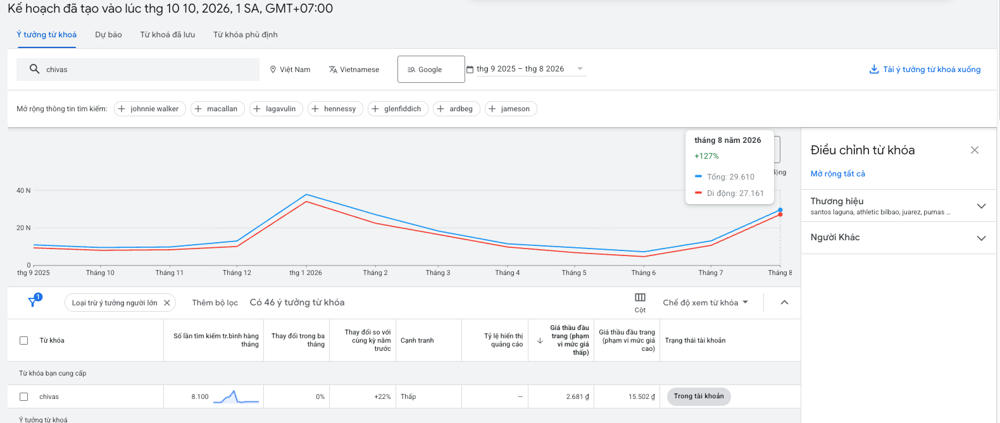 Kế hoạch đã tạo vào lúc thg 10 10, 2026, 1 SA, GMT+07:00
Ý tưởng từ khoá
Dự báo
Từ khoá đã lưu
Từ khóa phủ định
chivas
Việt Nam
Vietnamese
Google
thg 9 2025 – thg 8 2026
Tải ý tưởng từ khoá xuống
Mở rộng thông tin tìm kiếm:
johnnie walker
macallan
lagavulin
hennessy
glenfiddich
ardbeg
jameson
tháng 8 năm 2026
+127%
Tổng: 29.610
Di động: 27.161
động
40 N
20 N
0
thg 9 2025
Tháng 10
Tháng 11
Tháng 12
thg 1 2026
Tháng 2
Tháng 3
Tháng 4
Tháng 5
Tháng 6
Tháng 7
Tháng 8
Điều chỉnh từ khóa
Mở rộng tất cả
Thương hiệu
santos laguna, athletic bilbao, juarez, pumas ...
Người Khác
1
Loại trừ ý tưởng người lớn
Thêm bộ lọc
Có 46 ý tưởng từ khóa
Cột
Chế độ xem từ khóa
Từ khóa
Số lần tìm kiếm tr.bình hàng
tháng
Thay đổi trong ba
tháng
Thay đổi so với
cùng kỳ năm
trước
Cạnh tranh
Tỷ lệ hiển thị
quảng cáo
Giá thầu đầu
trang (phạm
vi mức giá
thấp)
Giá thầu đầu trang
(phạm vi mức giá
cao)
Trạng thái tài khoản
Từ khóa bạn cung cấp
chivas
8.100
0%
+22%
Thấp
–
2.681 ₫
15.502 ₫
Trong tài khoản
Ý tưởng từ khoá